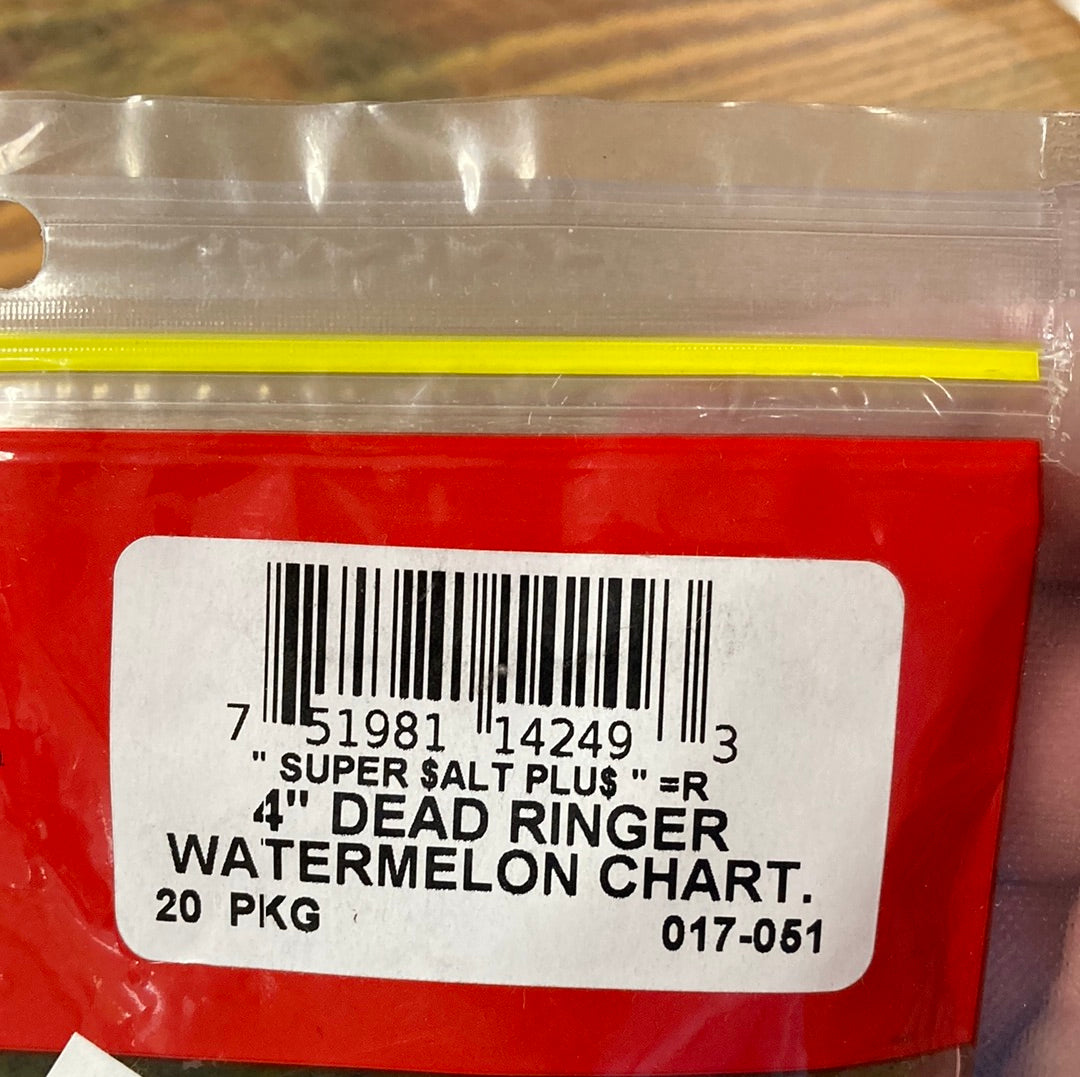 7 51981 14249 3
" SUPER $ALT PLU$ " =R
4" DEAD RINGER
WATERMELON CHART.
20 PKG 017-051